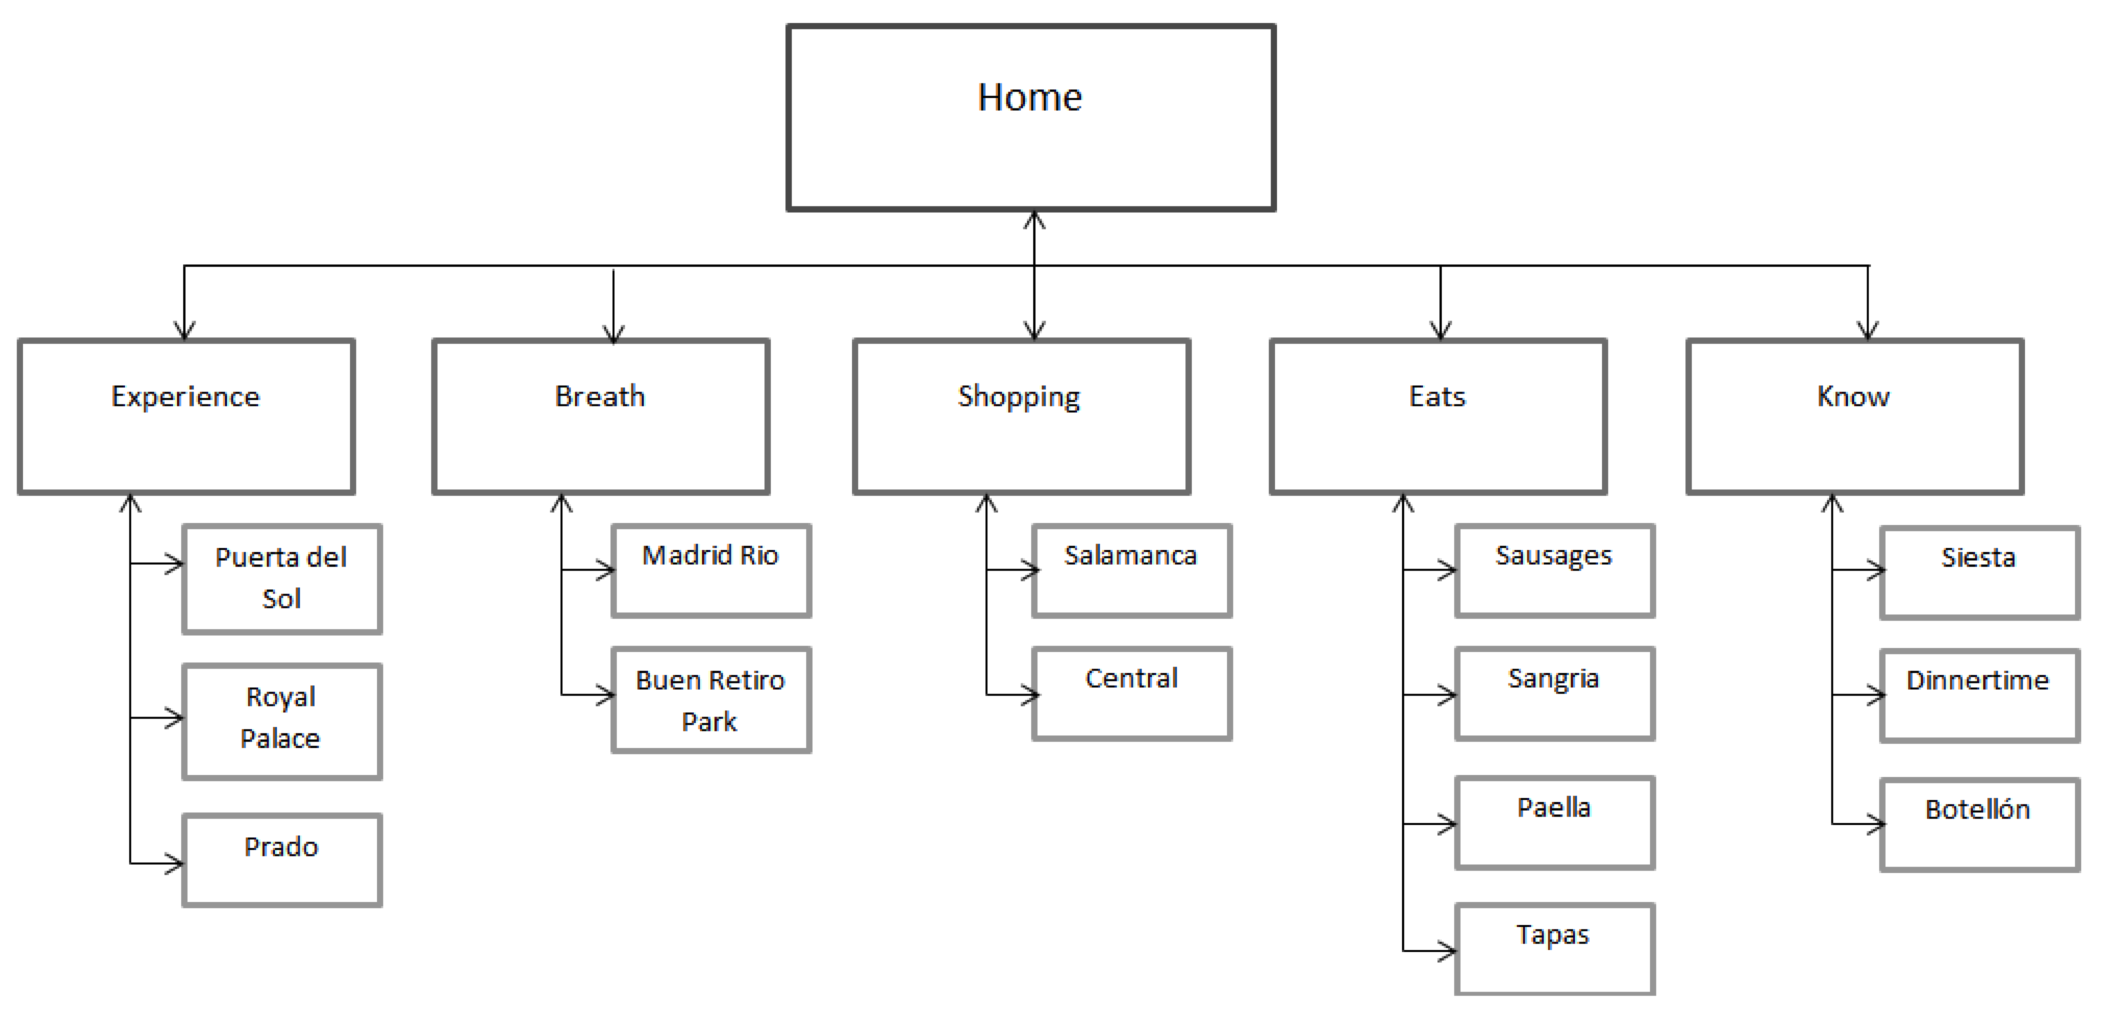 Home
Experience
Breath
Shopping
Eats
Know
Puerta del
Sol
Royal
Palace
Prado
Madrid Rio
Buen Retiro
Park
Salamanca
Central
Sausages
Sangria
Paella
Tapas
Siesta
Dinnertime
Botellón